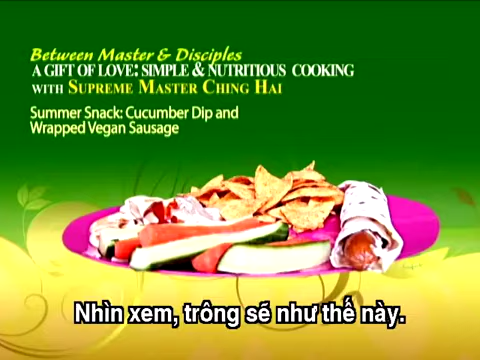 Between Master & Disciples
A GIFT OF LOVE: SIMPLE & NUTRITIOUS COOKING
WITH SUPREME MASTER CHING HAI
Summer Snack: Cucumber Dip and
Wrapped Vegan Sausage
Nhìn xem, trông sẽ như thế này.